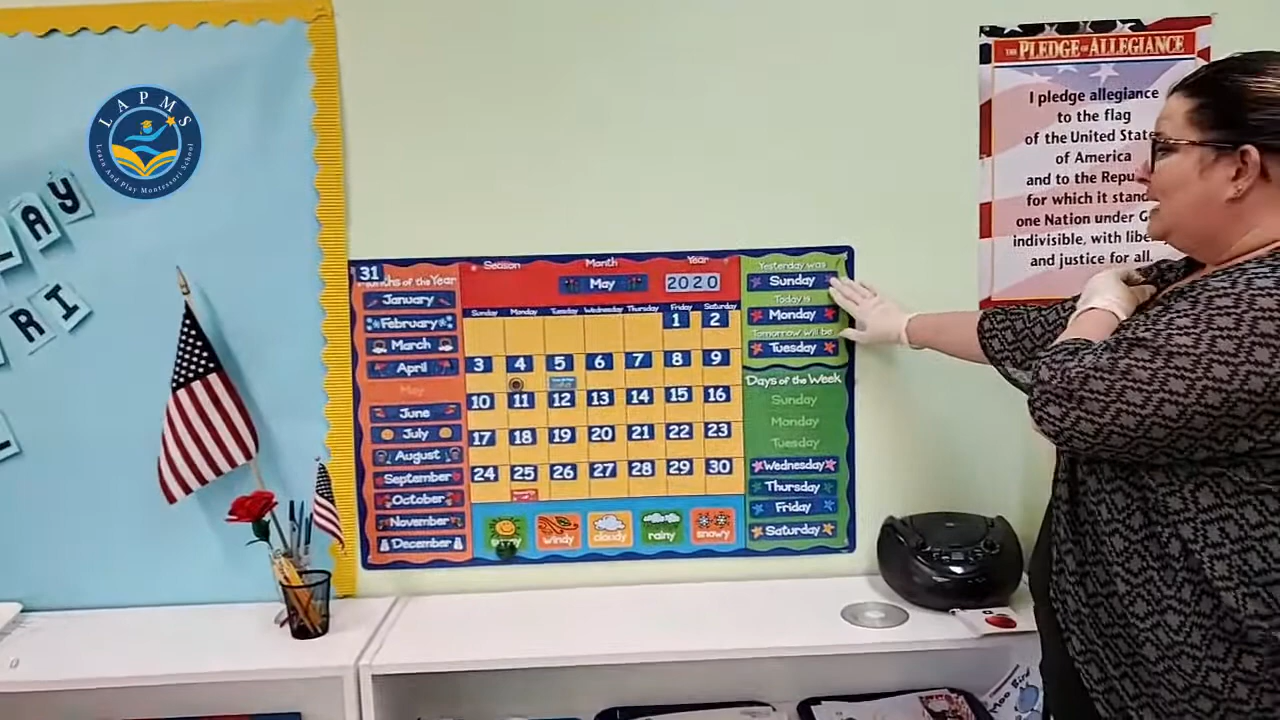 LAPMS
Learn And Play Montessori School
LAY
RI
31
Months of the Year
January
February
March
April
May
June
July
August
September
October
November
December
Season
Month
Year
May
2020
Sunday Monday Tuesday Wednesday Thursday Friday Saturday
1 2
3 4 5 6 7 8 9
10 11 12 13 14 15 16
17 18 19 20 21 22 23
24 25 26 27 28 29 30
sunny windy cloudy rainy snowy
Yesterday was
Sunday
Today is
Monday
Tomorrow will be
Tuesday
Days of the Week
Sunday
Monday
Tuesday
Wednesday
Thursday
Friday
Saturday
THE PLEDGE OF ALLEGIANCE
I pledge allegiance
to the flag
of the United State
of America
and to the Repu
for which it stand
one Nation under G
indivisible, with libe
and justice for all.
Moo Bird